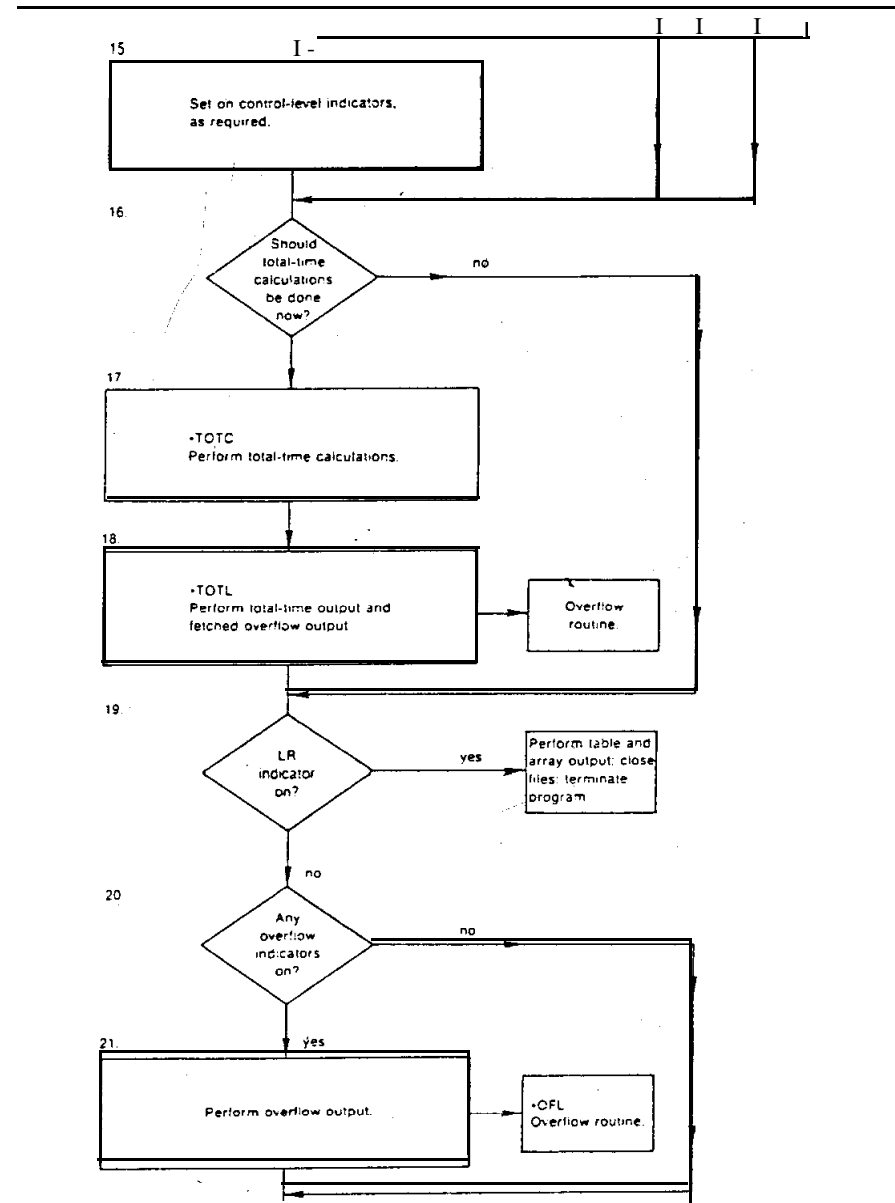 I I I
I -
15
Set on control-level indicators,
as required.
16.
Should
total-time
calculations
be done
now?
no
17
•TOTC
Perform total-time calculations.
18.
•TOTL
Perform total-time output and
fetched overflow output
Overflow
routine.
19.
LR
indicator
on?
yes
Perform table and
array output; close
files; terminate
program
no
20
Any
overflow
indicators
on?
no
yes
21.
Perform overflow output.
•OFL
Overflow routine.